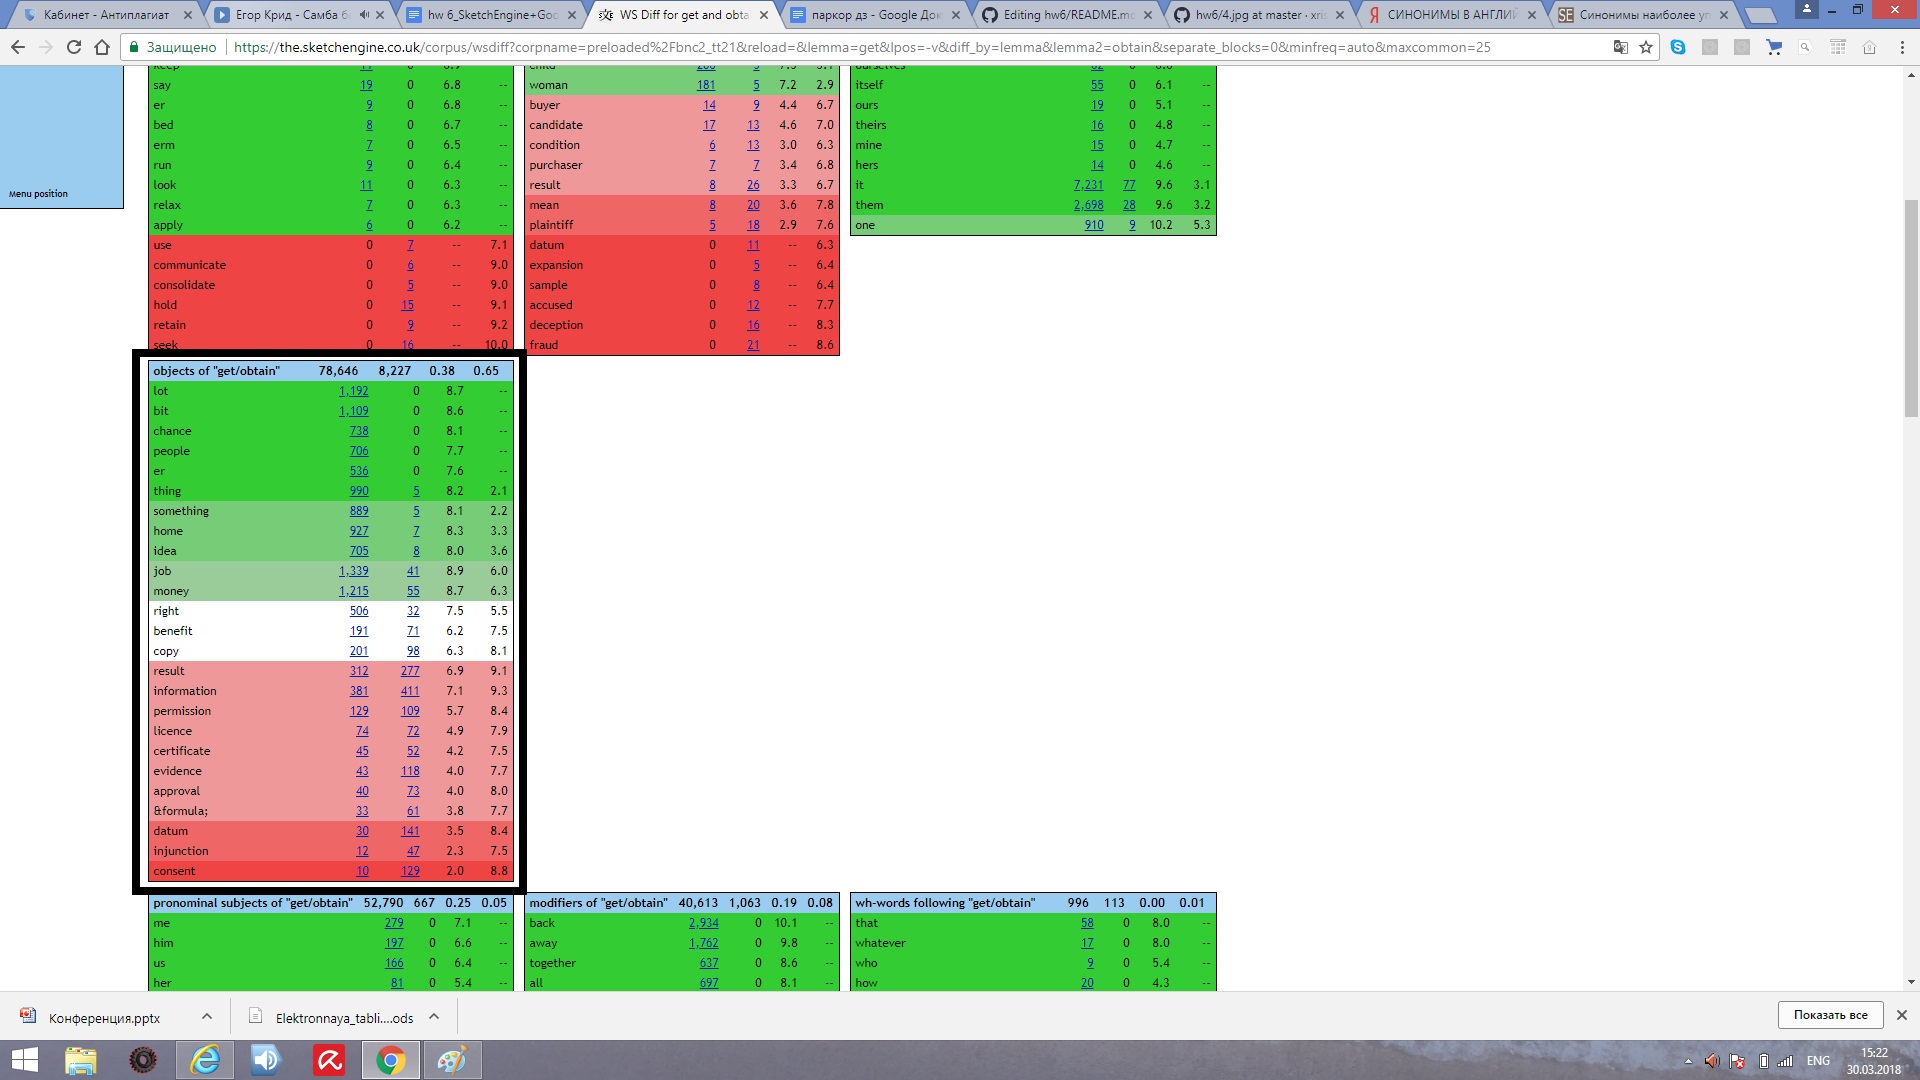 Кабинет - Антиплагиат
Егор Крид - Самба б
hw 6_SketchEngine+Goo
WS Diff for get and obta
паркор дз - Google Док
Editing hw6/README.m
hw6/4.jpg at master · xris
СИНОНИМЫ В АНГЛИЙ
Синонимы наиболее уп
Защищено https://the.sketchengine.co.uk/corpus/wsdiff?corpname=preloaded%2Fbnc2_tt21&reload=&lemma=get&lpos=-v&diff_by=lemma&lemma2=obtain&separate_blocks=0&minfreq=auto&maxcommon=25
Menu position
say 19 0 6.8 --
er 9 0 6.8 --
bed 8 0 6.7 --
erm 7 0 6.5 --
run 9 0 6.4 --
look 11 0 6.3 --
relax 7 0 6.3 --
apply 6 0 6.2 --
use 0 7 -- 7.1
communicate 0 6 -- 9.0
consolidate 0 5 -- 9.0
hold 0 15 -- 9.1
retain 0 9 -- 9.2
seek 0 16 -- 10.0
woman 181 5 7.2 2.9
buyer 14 9 4.4 6.7
candidate 17 13 4.6 7.0
condition 6 13 3.0 6.3
purchaser 7 7 3.4 6.8
result 8 26 3.3 6.7
mean 8 20 3.6 7.8
plaintiff 5 18 2.9 7.6
datum 0 11 -- 6.3
expansion 0 5 -- 6.4
sample 0 8 -- 6.4
accused 0 12 -- 7.7
deception 0 16 -- 8.3
fraud 0 21 -- 8.6
itself 55 0 6.1 --
ours 19 0 5.1 --
theirs 16 0 4.8 --
mine 15 0 4.7 --
hers 14 0 4.6 --
it 7,231 77 9.6 3.1
them 2,698 28 9.6 3.2
one 910 9 10.2 5.3
objects of "get/obtain" 78,646 8,227 0.38 0.65
lot 1,192 0 8.7 --
bit 1,109 0 8.6 --
chance 738 0 8.1 --
people 706 0 7.7 --
er 536 0 7.6 --
thing 990 5 8.2 2.1
something 889 5 8.1 2.2
home 927 7 8.3 3.3
idea 705 8 8.0 3.6
job 1,339 41 8.9 6.0
money 1,215 55 8.7 6.3
right 506 32 7.5 5.5
benefit 191 71 6.2 7.5
copy 201 98 6.3 8.1
result 312 277 6.9 9.1
information 381 411 7.1 9.3
permission 129 109 5.7 8.4
licence 74 72 4.9 7.9
certificate 45 52 4.2 7.5
evidence 43 118 4.0 7.7
approval 40 73 4.0 8.0
&formula; 33 61 3.8 7.7
datum 30 141 3.5 8.4
injunction 12 47 2.3 7.5
consent 10 129 2.0 8.8
pronominal subjects of "get/obtain" 52,790 667 0.25 0.05
me 279 0 7.1 --
him 197 0 6.6 --
us 166 0 6.4 --
her 81 0 5.4 --
modifiers of "get/obtain" 40,613 1,063 0.19 0.08
back 2,934 0 10.1 --
away 1,762 0 9.8 --
together 637 0 8.6 --
all 697 0 8.1 --
wh-words following "get/obtain" 996 113 0.00 0.01
that 58 0 8.0 --
whatever 17 0 8.0 --
who 9 0 5.4 --
how 20 0 4.3 --
Конференция.pptx
Elektronnaya_tabli....ods
Показать все
ENG
15:22
30.03.2018